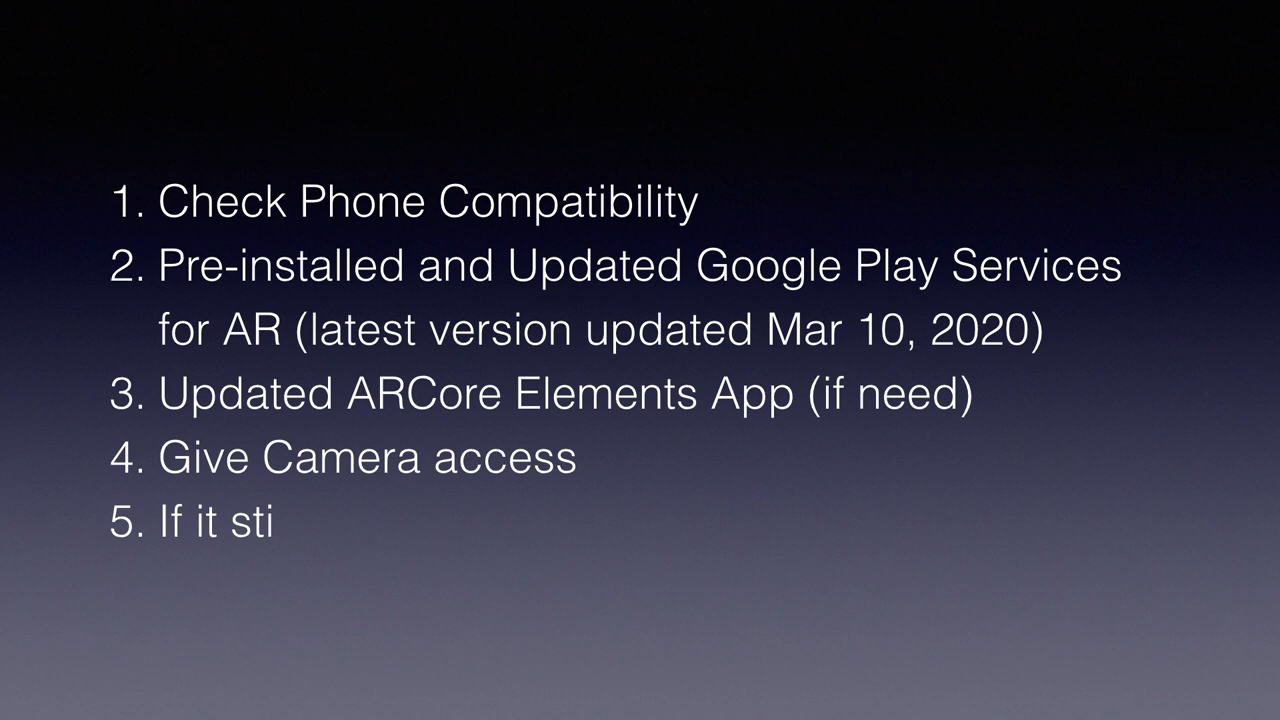 1. Check Phone Compatibility
2. Pre-installed and Updated Google Play Services
for AR (latest version updated Mar 10, 2020)
3. Updated ARCore Elements App (if need)
4. Give Camera access
5. If it sti